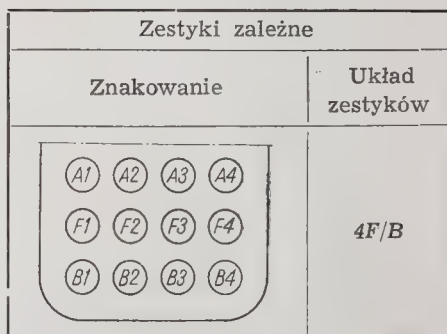 Zestyki zależne
Znakowanie
Układ
zestyków
A1 A2 A3 A4
F1 F2 F3 F4
B1 B2 B3 B4
4F/B